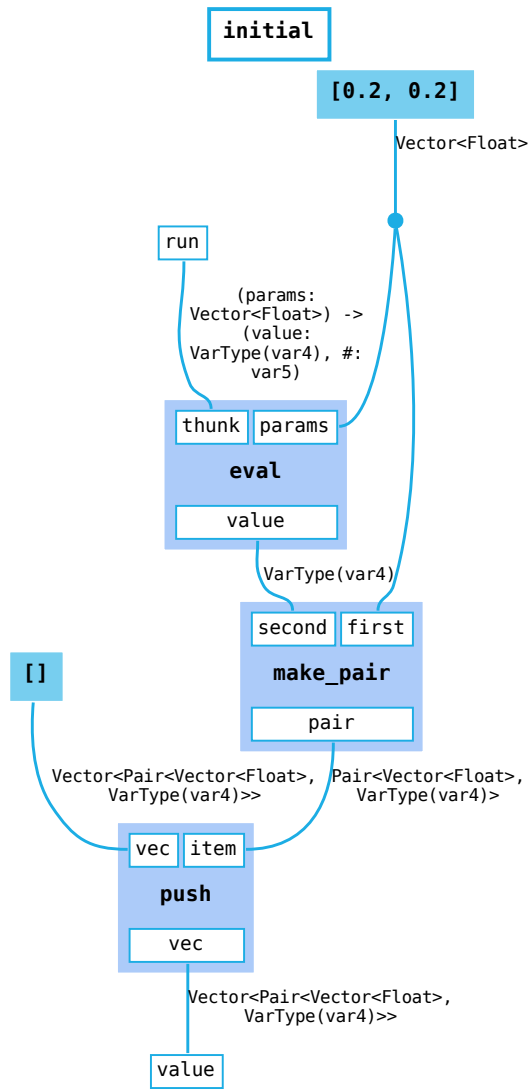 initial
[0.2, 0.2]
Vector<Float>
run
(params:
Vector<Float>) ->
(value:
VarType(var4), #:
var5)
thunk
params
eval
value
VarType(var4)
second
first
make_pair
pair
[]
Vector<Pair<Vector<Float>,
VarType(var4)>>
Pair<Vector<Float>,
VarType(var4)>
vec
item
push
vec
Vector<Pair<Vector<Float>,
VarType(var4)>>
value